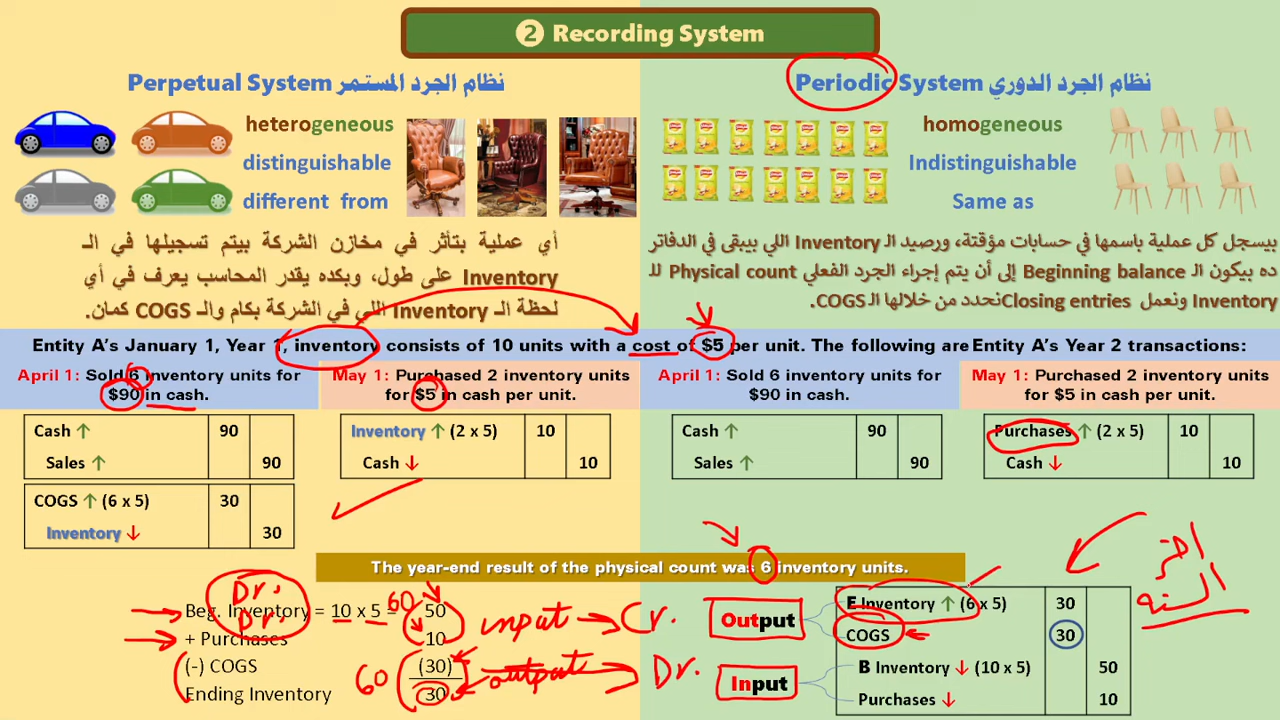 2 Recording System
Perpetual System نظام الجرد المستمر
heterogeneous
distinguishable
different from
أي عملية بتأثر في مخازن الشركة بيتم تسجيلها في الـ
Inventory على طول، وبكده يقدر المحاسب يعرف في أي
لحظة الـ Inventory اللي في الشركة بكام والـ COGS كمان.
Periodic System نظام الجرد الدوري
homogeneous
Indistinguishable
Same as
بيسجل كل عملية باسمها في حسابات مؤقتة، ورصيد الـ Inventory اللي بيبقى في الدفاتر
ده بيكون الـ Beginning balance إلى أن يتم إجراء الجرد الفعلي Physical count للـ
Inventory ونعمل Closing entries نحدد من خلالها الـ COGS.
Entity A's January 1, Year 1, inventory consists of 10 units with a cost of $5 per unit. The following are Entity A's Year 2 transactions:
April 1: Sold 6 inventory units for
$90 in cash.
May 1: Purchased 2 inventory units
for $5 in cash per unit.
April 1: Sold 6 inventory units for
$90 in cash.
May 1: Purchased 2 inventory units
for $5 in cash per unit.
Cash ↑ 90
Sales ↑ 90
COGS ↑ (6 x 5) 30
Inventory ↓ 30
Inventory ↑ (2 x 5) 10
Cash ↓ 10
Cash ↑ 90
Sales ↑ 90
Purchases ↑ (2 x 5) 10
Cash ↓ 10
The year-end result of the physical count was 6 inventory units.
Dr.
Beg. Inventory = 10 x 5 = 60 50 input Cr.
Dr.
+ Purchases 10
(-) COGS (30) output Dr.
Ending Inventory 60 30
Output
Input
E Inventory ↑ (6 x 5) 30
COGS 30
B Inventory ↓ (10 x 5) 50
Purchases ↓ 10
اخر
السنه